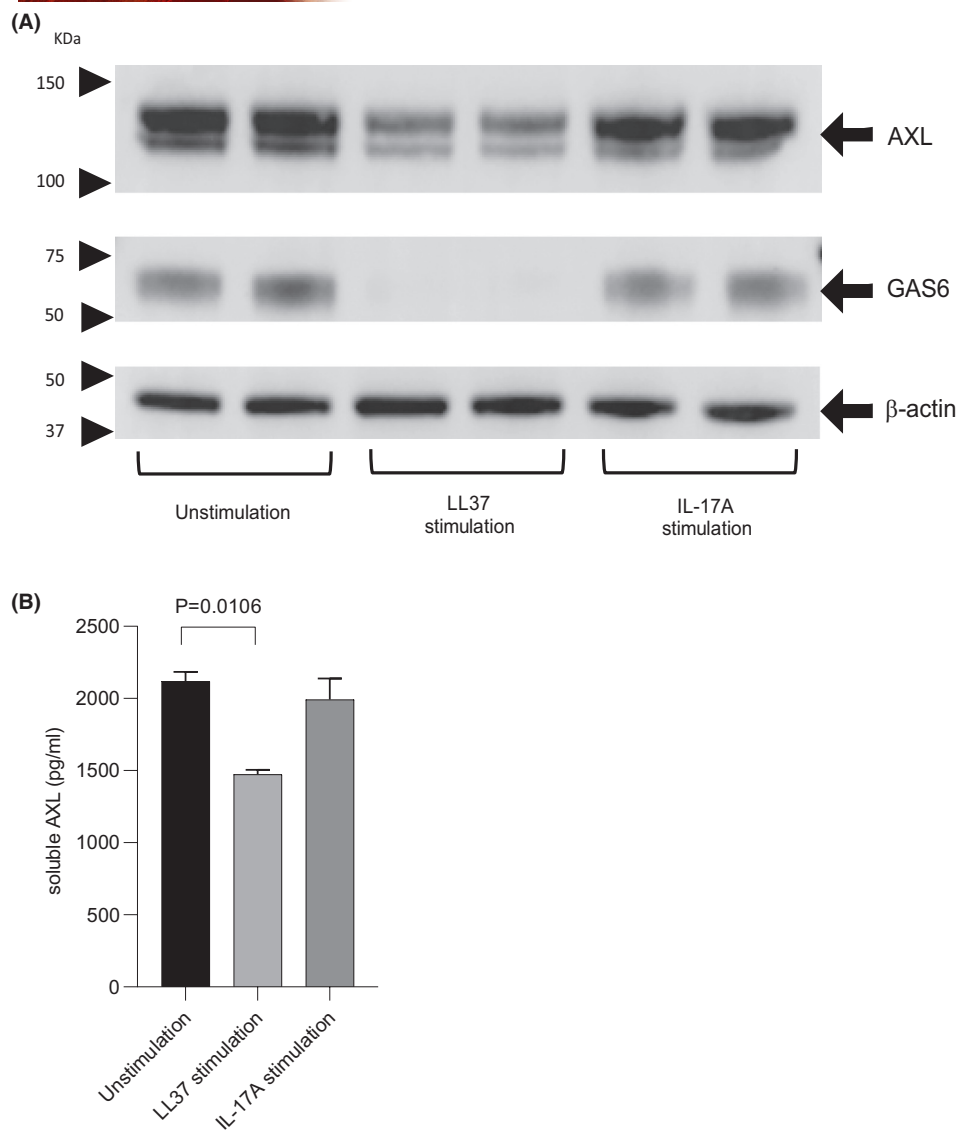 (A)
KDa
150
100
AXL
75
50
GAS6
50
37
β-actin
Unstimulation
LL37
stimulation
IL-17A
stimulation
(B)
P=0.0106
2500
2000
1500
1000
500
0
soluble AXL (pg/ml)
Unstimulation
LL37 stimulation
IL-17A stimulation